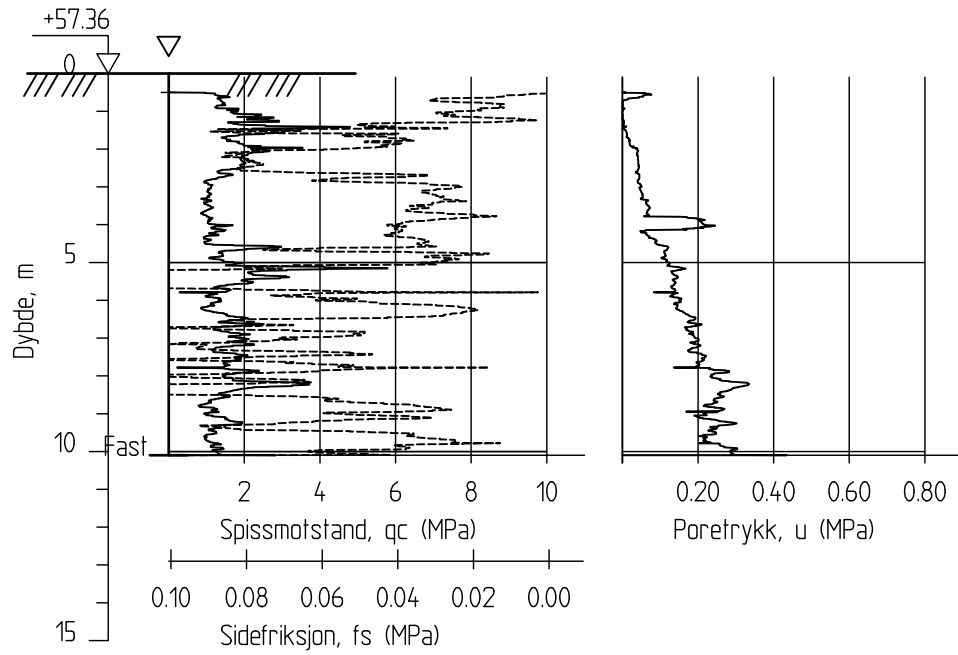 +57.36
0
Dybde, m
5
10
Fast
15
2 4 6 8 10
Spissmotstand, qc (MPa)
0.10 0.08 0.06 0.04 0.02 0.00
Sidefriksjon, fs (MPa)
0.20 0.40 0.60 0.80
Poretrykk, u (MPa)